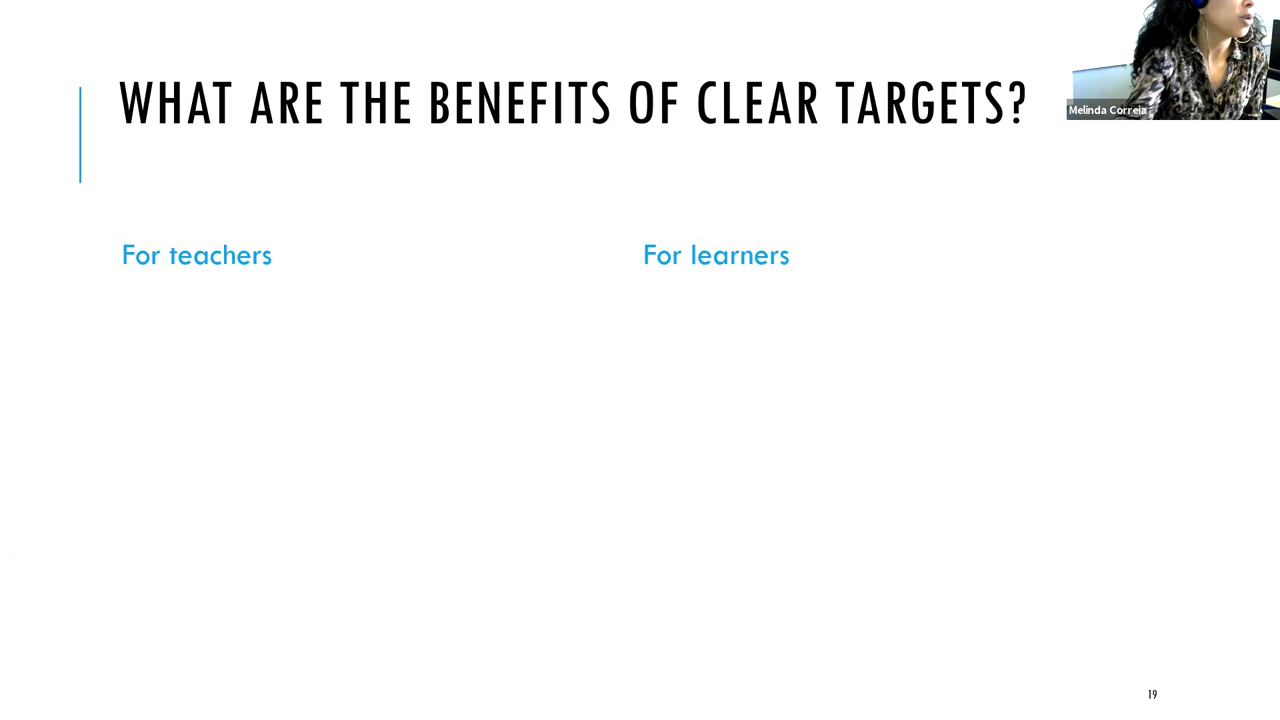 WHAT ARE THE BENEFITS OF CLEAR TARGETS?
Melinda Correia
For teachers
For learners
19